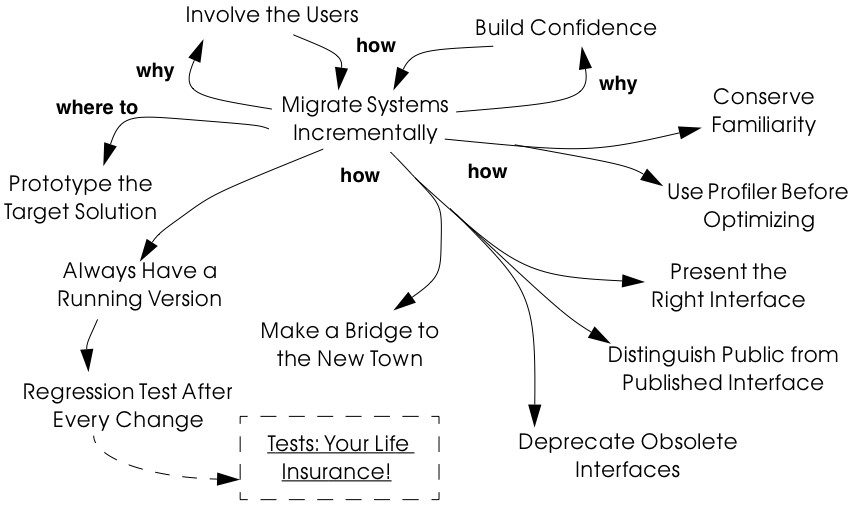 Involve the Users
how
Build Confidence
why
why
where to
Migrate Systems
Incrementally
Conserve
Familiarity
how
how
Prototype the
Target Solution
Use Profiler Before
Optimizing
Always Have a
Running Version
Present the
Right Interface
Make a Bridge to
the New Town
Distinguish Public from
Published Interface
Regression Test After
Every Change
Tests: Your Life
Insurance!
Deprecate Obsolete
Interfaces